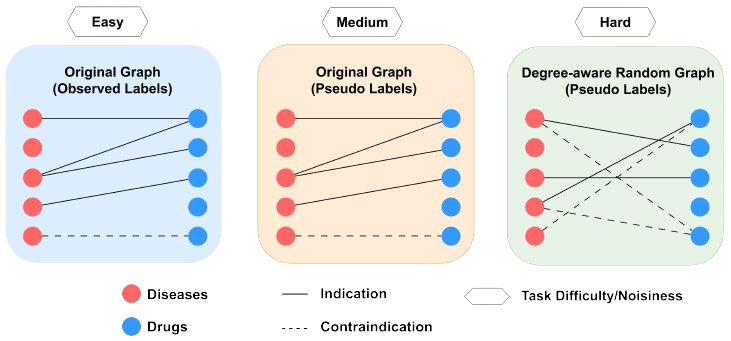 Easy
Medium
Hard
Original Graph
(Observed Labels)
Original Graph
(Pseudo Labels)
Degree-aware Random Graph
(Pseudo Labels)
Diseases
Indication
Task Difficulty/Noisiness
Drugs
Contraindication